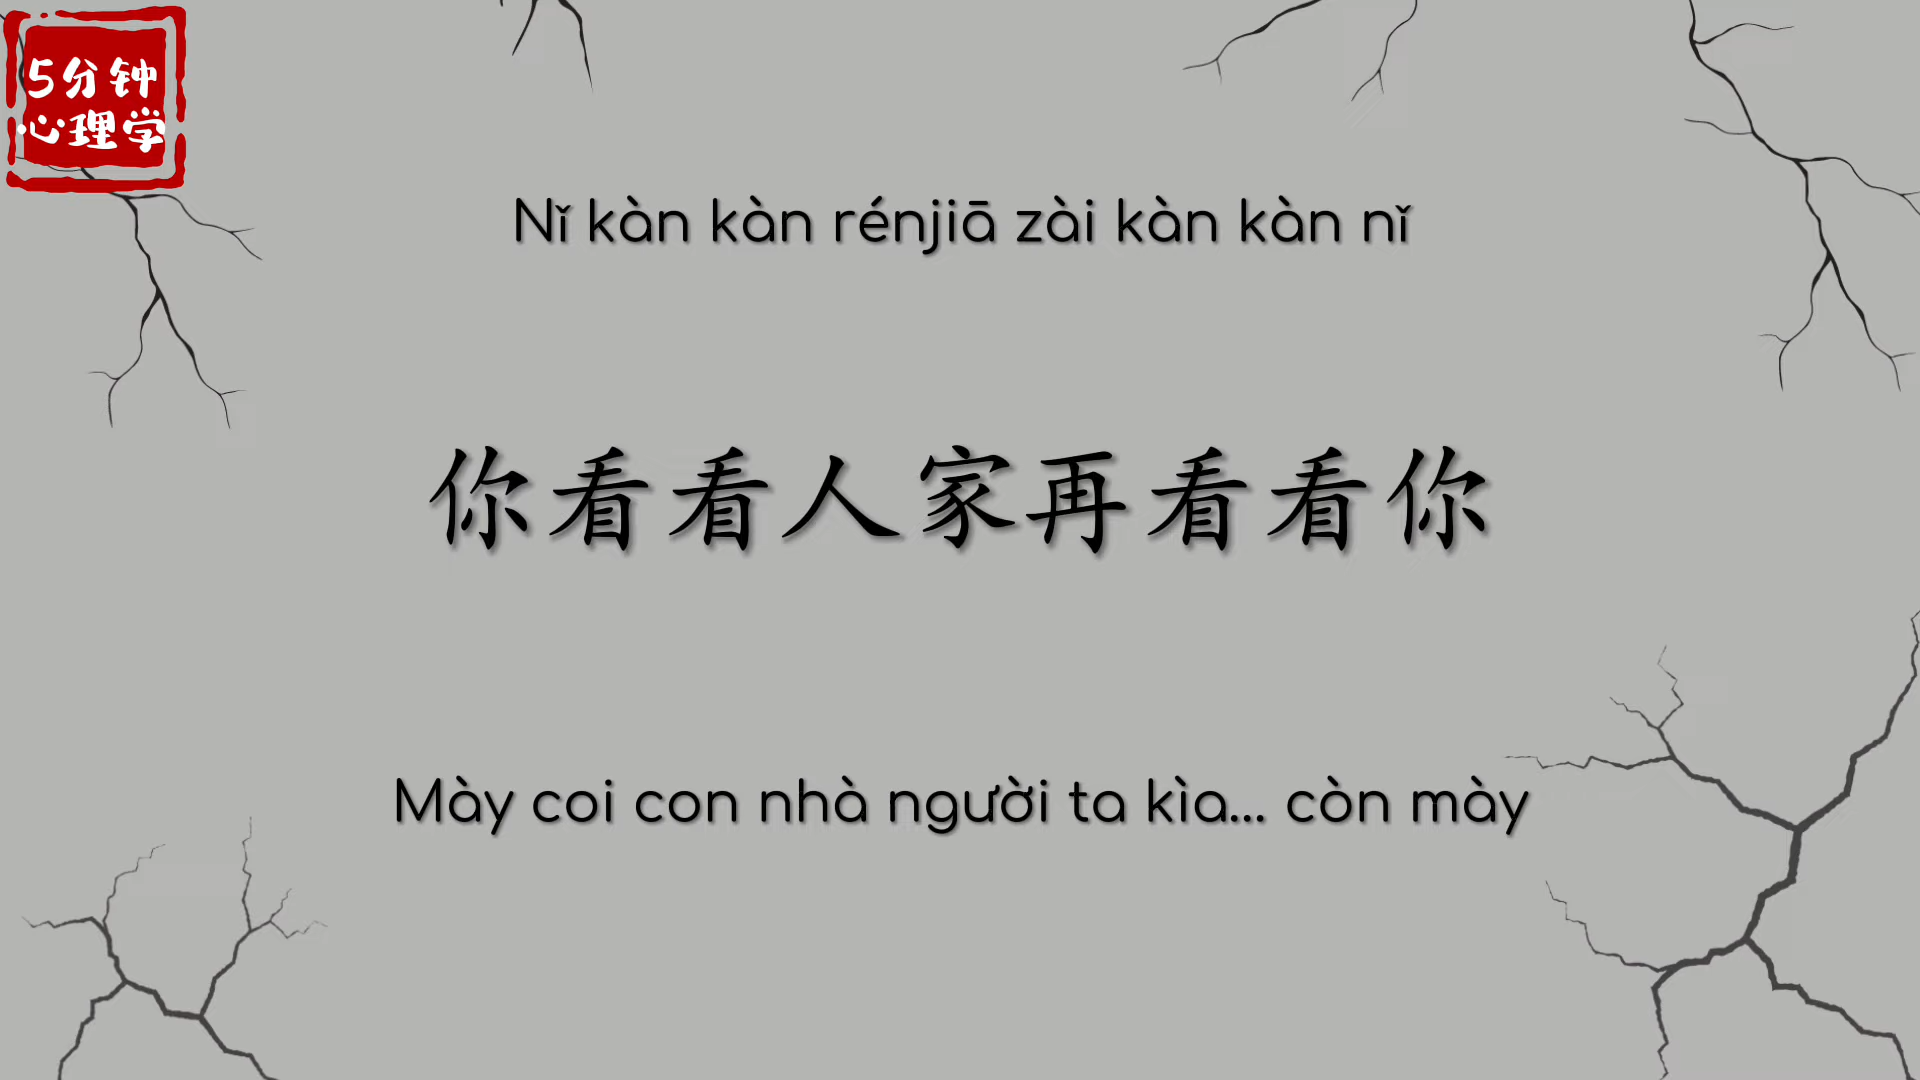 5分钟
心理学
Nǐ kàn kàn rénjiā zài kàn kàn nǐ
你看看人家再看看你
Mày coi con nhà người ta kìa... còn mày